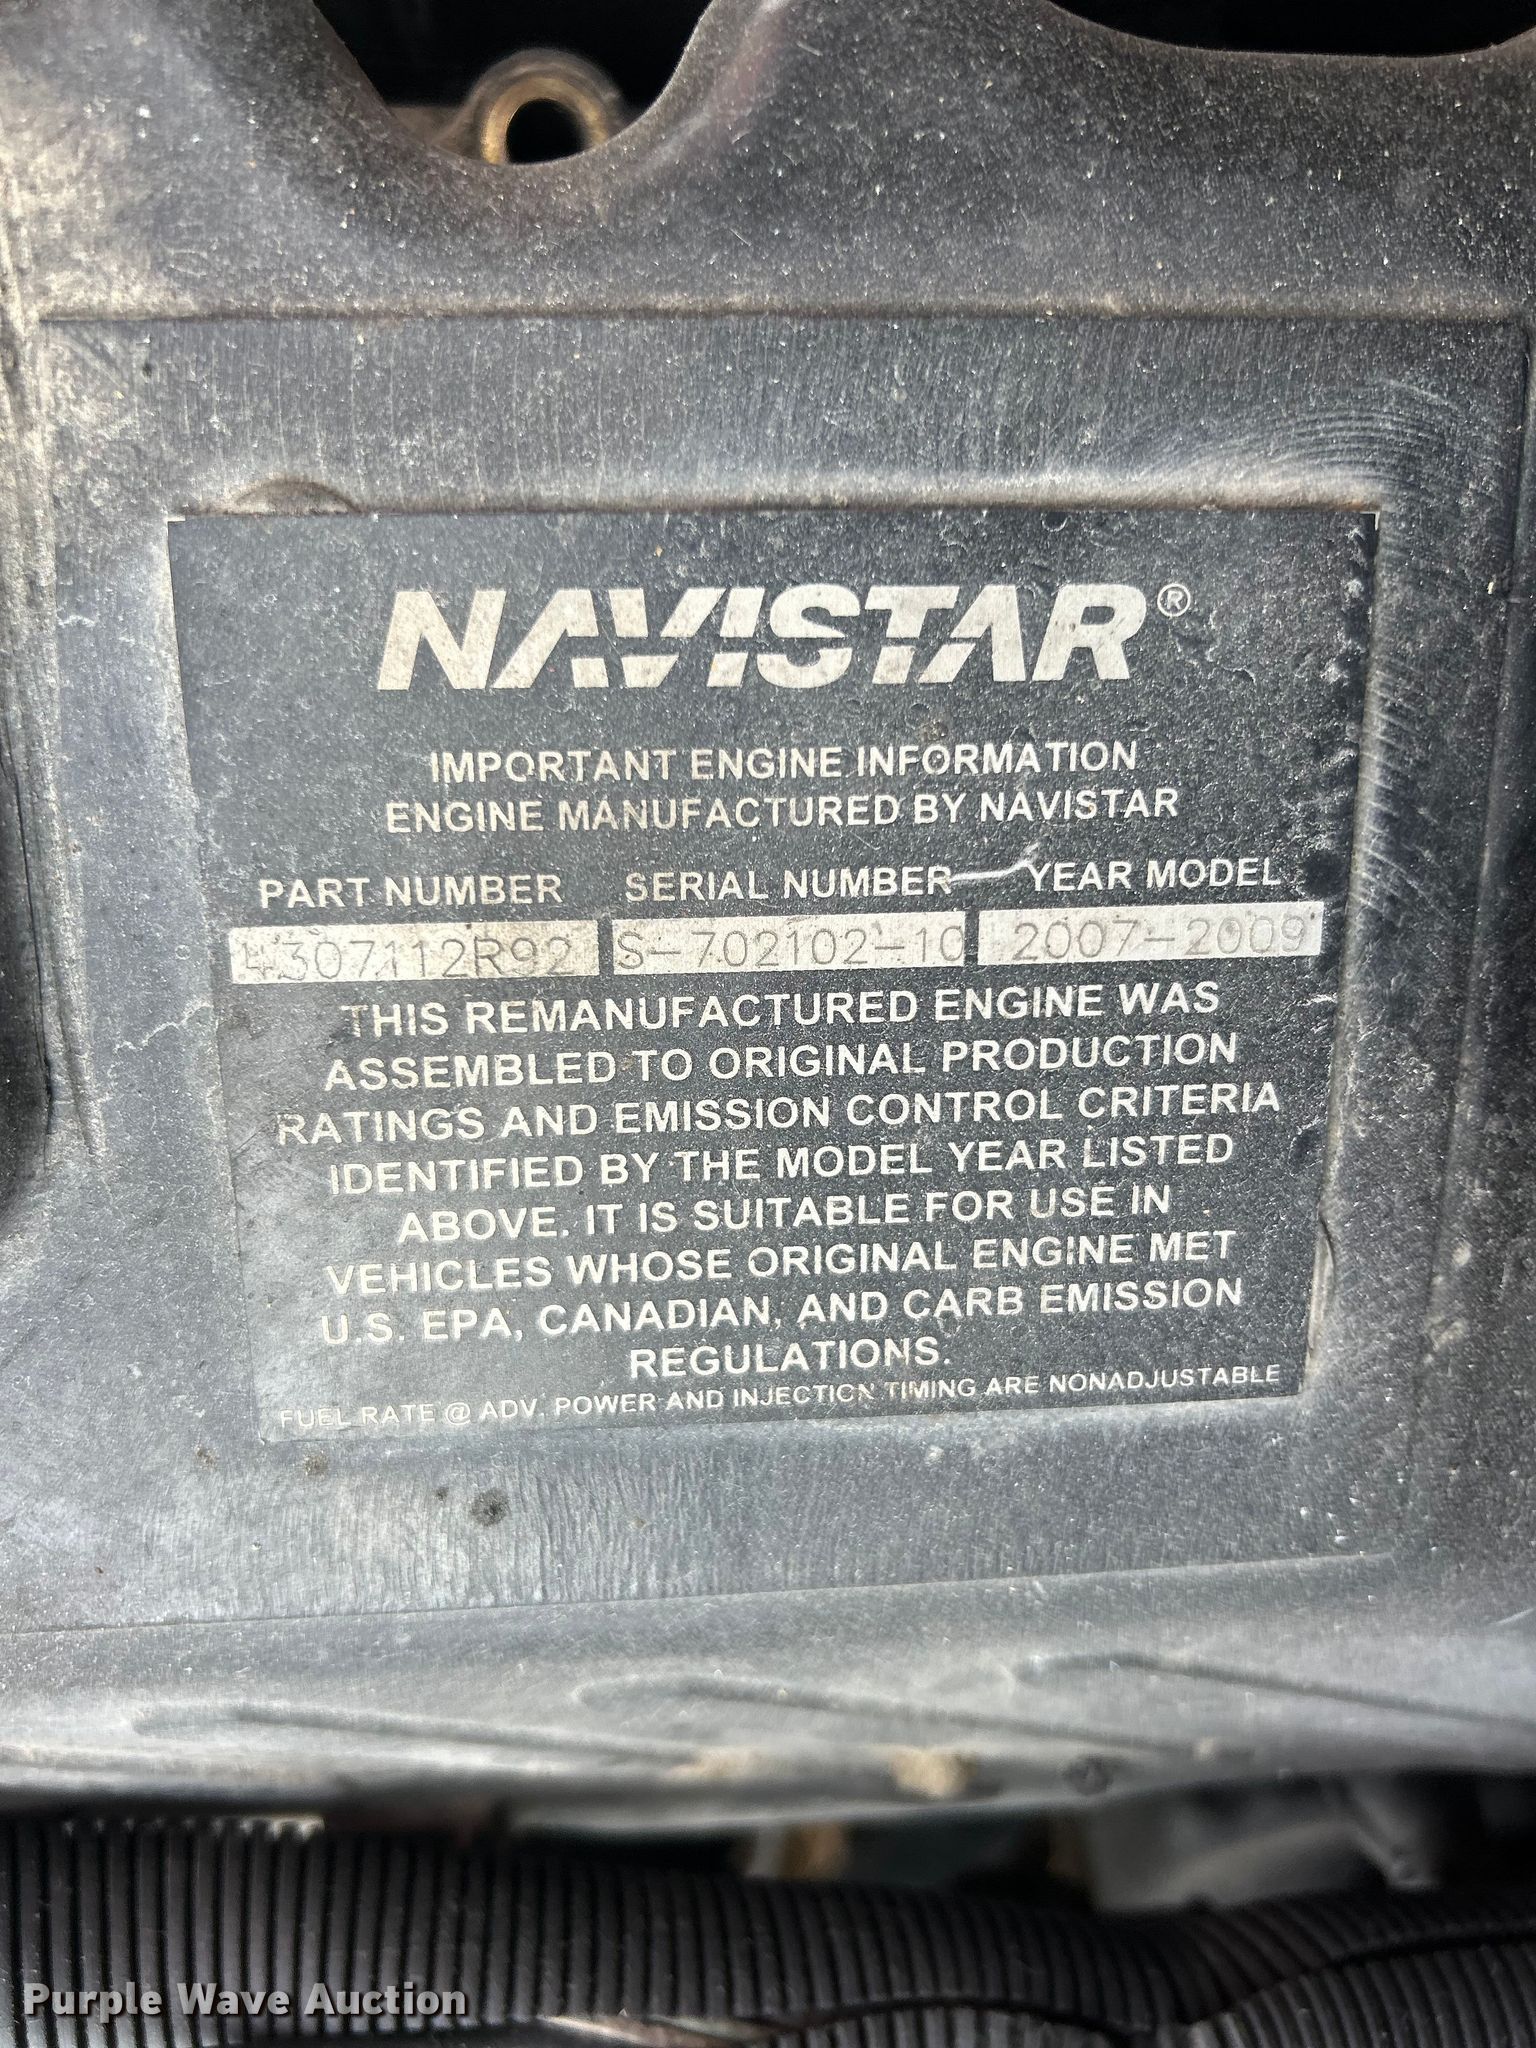 NAVISTAR®
IMPORTANT ENGINE INFORMATION
ENGINE MANUFACTURED BY NAVISTAR
PART NUMBER SERIAL NUMBER YEAR MODEL
4307112R92 S-702102-10 2007-2009
THIS REMANUFACTURED ENGINE WAS
ASSEMBLED TO ORIGINAL PRODUCTION
RATINGS AND EMISSION CONTROL CRITERIA
IDENTIFIED BY THE MODEL YEAR LISTED
ABOVE. IT IS SUITABLE FOR USE IN
VEHICLES WHOSE ORIGINAL ENGINE MET
U.S. EPA, CANADIAN, AND CARB EMISSION
REGULATIONS.
FUEL RATE @ ADV. POWER AND INJECTION TIMING ARE NONADJUSTABLE
Purple Wave Auction